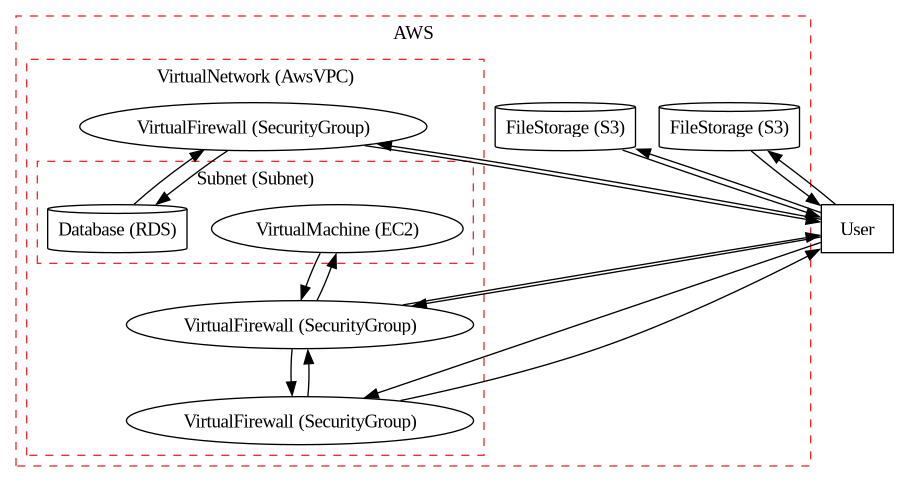 AWS
VirtualNetwork (AwsVPC)
VirtualFirewall (SecurityGroup)
FileStorage (S3)
FileStorage (S3)
Subnet (Subnet)
Database (RDS)
VirtualMachine (EC2)
User
VirtualFirewall (SecurityGroup)
VirtualFirewall (SecurityGroup)